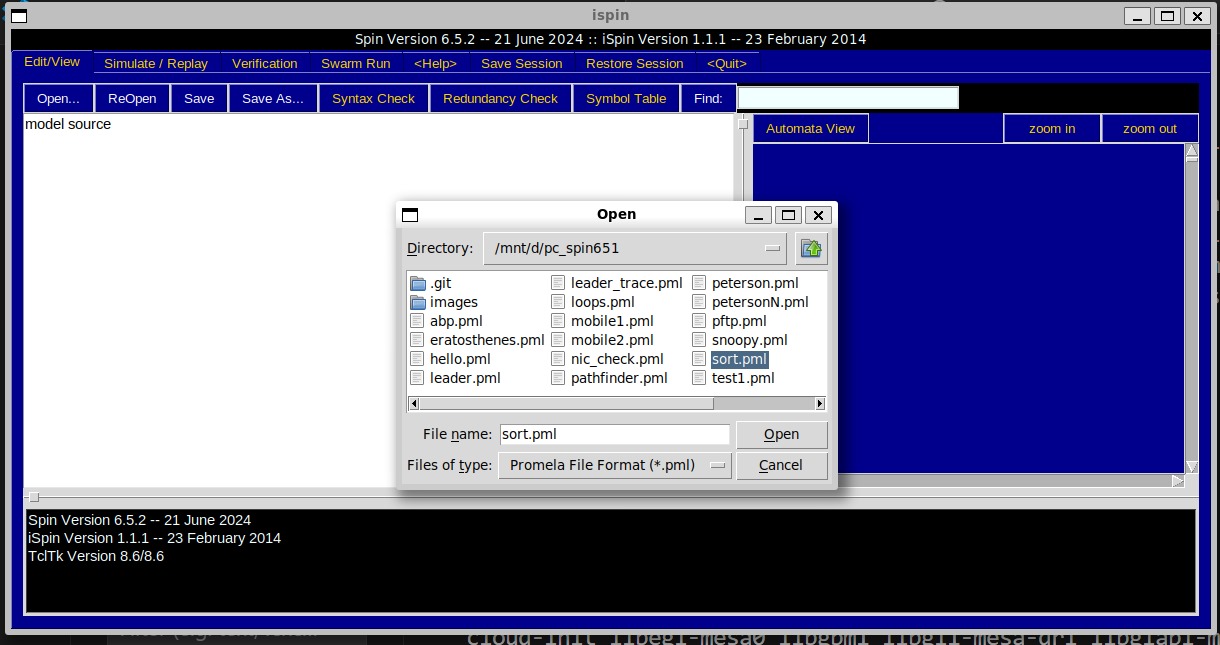 ispin
Spin Version 6.5.2 -- 21 June 2024 :: iSpin Version 1.1.1 -- 23 February 2014
Edit/View Simulate / Replay Verification Swarm Run <Help> Save Session Restore Session <Quit>
Open... ReOpen Save Save As... Syntax Check Redundancy Check Symbol Table Find:
model source
Automata View zoom in zoom out
Open
Directory: /mnt/d/pc_spin651
.git leader_trace.pml peterson.pml
images loops.pml petersonN.pml
abp.pml mobile1.pml pftp.pml
eratosthenes.pml mobile2.pml snoopy.pml
hello.pml nic_check.pml sort.pml
leader.pml pathfinder.pml test1.pml
File name: sort.pml Open
Files of type: Promela File Format (*.pml) Cancel
Spin Version 6.5.2 -- 21 June 2024
iSpin Version 1.1.1 -- 23 February 2014
TclTk Version 8.6/8.6
cloud-init libegl-mesa0 libgbm1 libgl1-mesa-dri